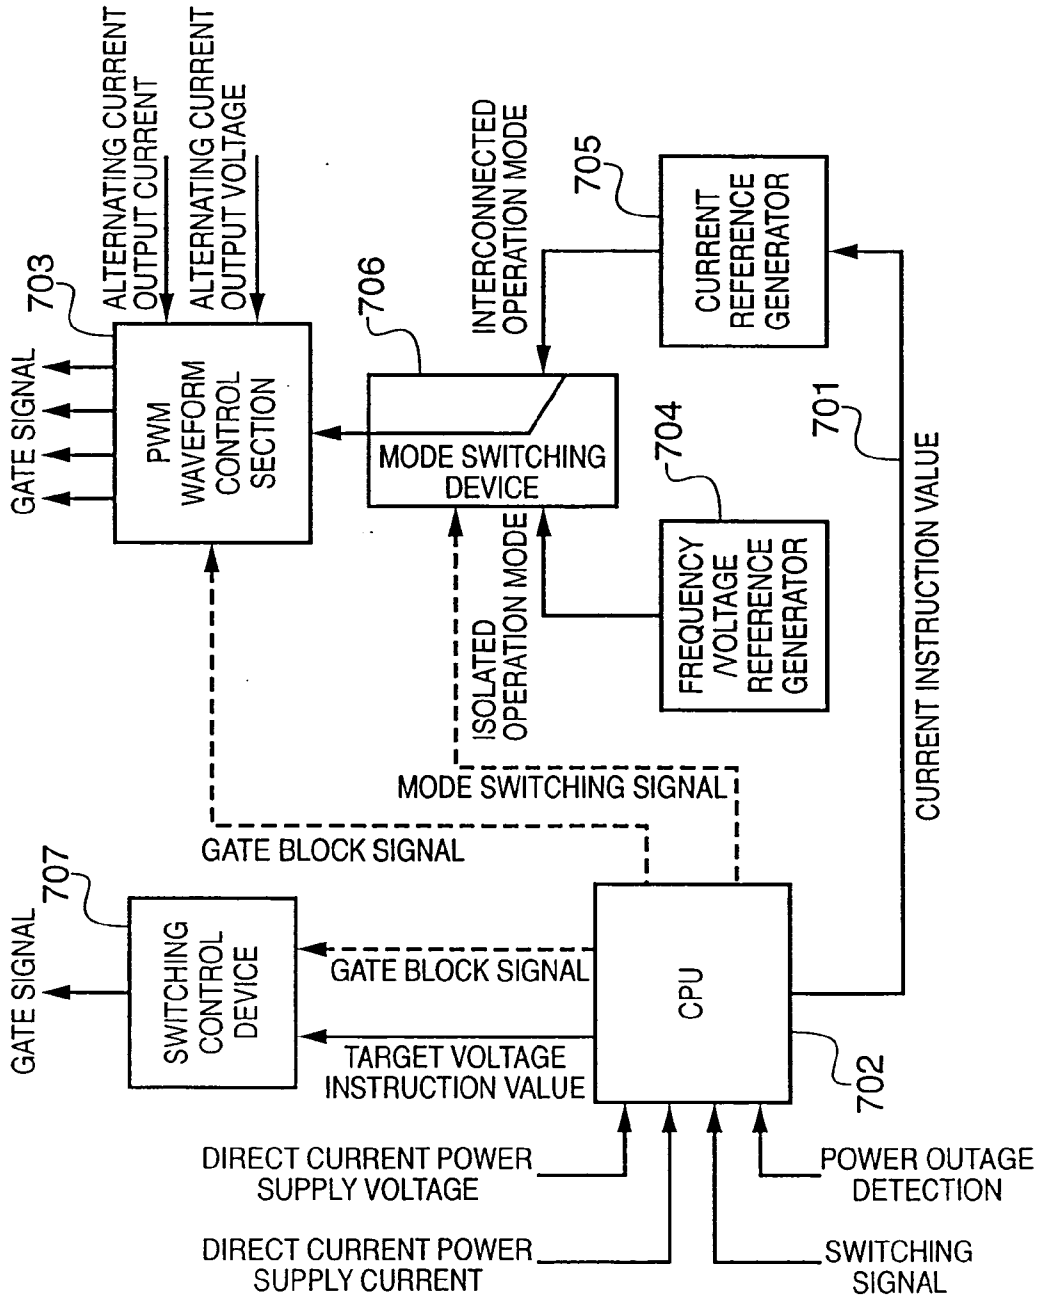 GATE SIGNAL
707
SWITCHING
CONTROL
DEVICE
GATE BLOCK SIGNAL
TARGET VOLTAGE
INSTRUCTION VALUE
DIRECT CURRENT POWER
SUPPLY VOLTAGE
DIRECT CURRENT POWER
SUPPLY CURRENT
CPU
702
POWER OUTAGE
DETECTION
SWITCHING
SIGNAL
GATE BLOCK SIGNAL
MODE SWITCHING SIGNAL
GATE SIGNAL
703
PWM
WAVEFORM
CONTROL
SECTION
ALTERNATING CURRENT
OUTPUT CURRENT
ALTERNATING CURRENT
OUTPUT VOLTAGE
706
MODE SWITCHING
DEVICE
ISOLATED
OPERATION MODE
INTERCONNECTED
OPERATION MODE
704
FREQUENCY
/VOLTAGE
REFERENCE
GENERATOR
705
CURRENT
REFERENCE
GENERATOR
701
CURRENT INSTRUCTION VALUE